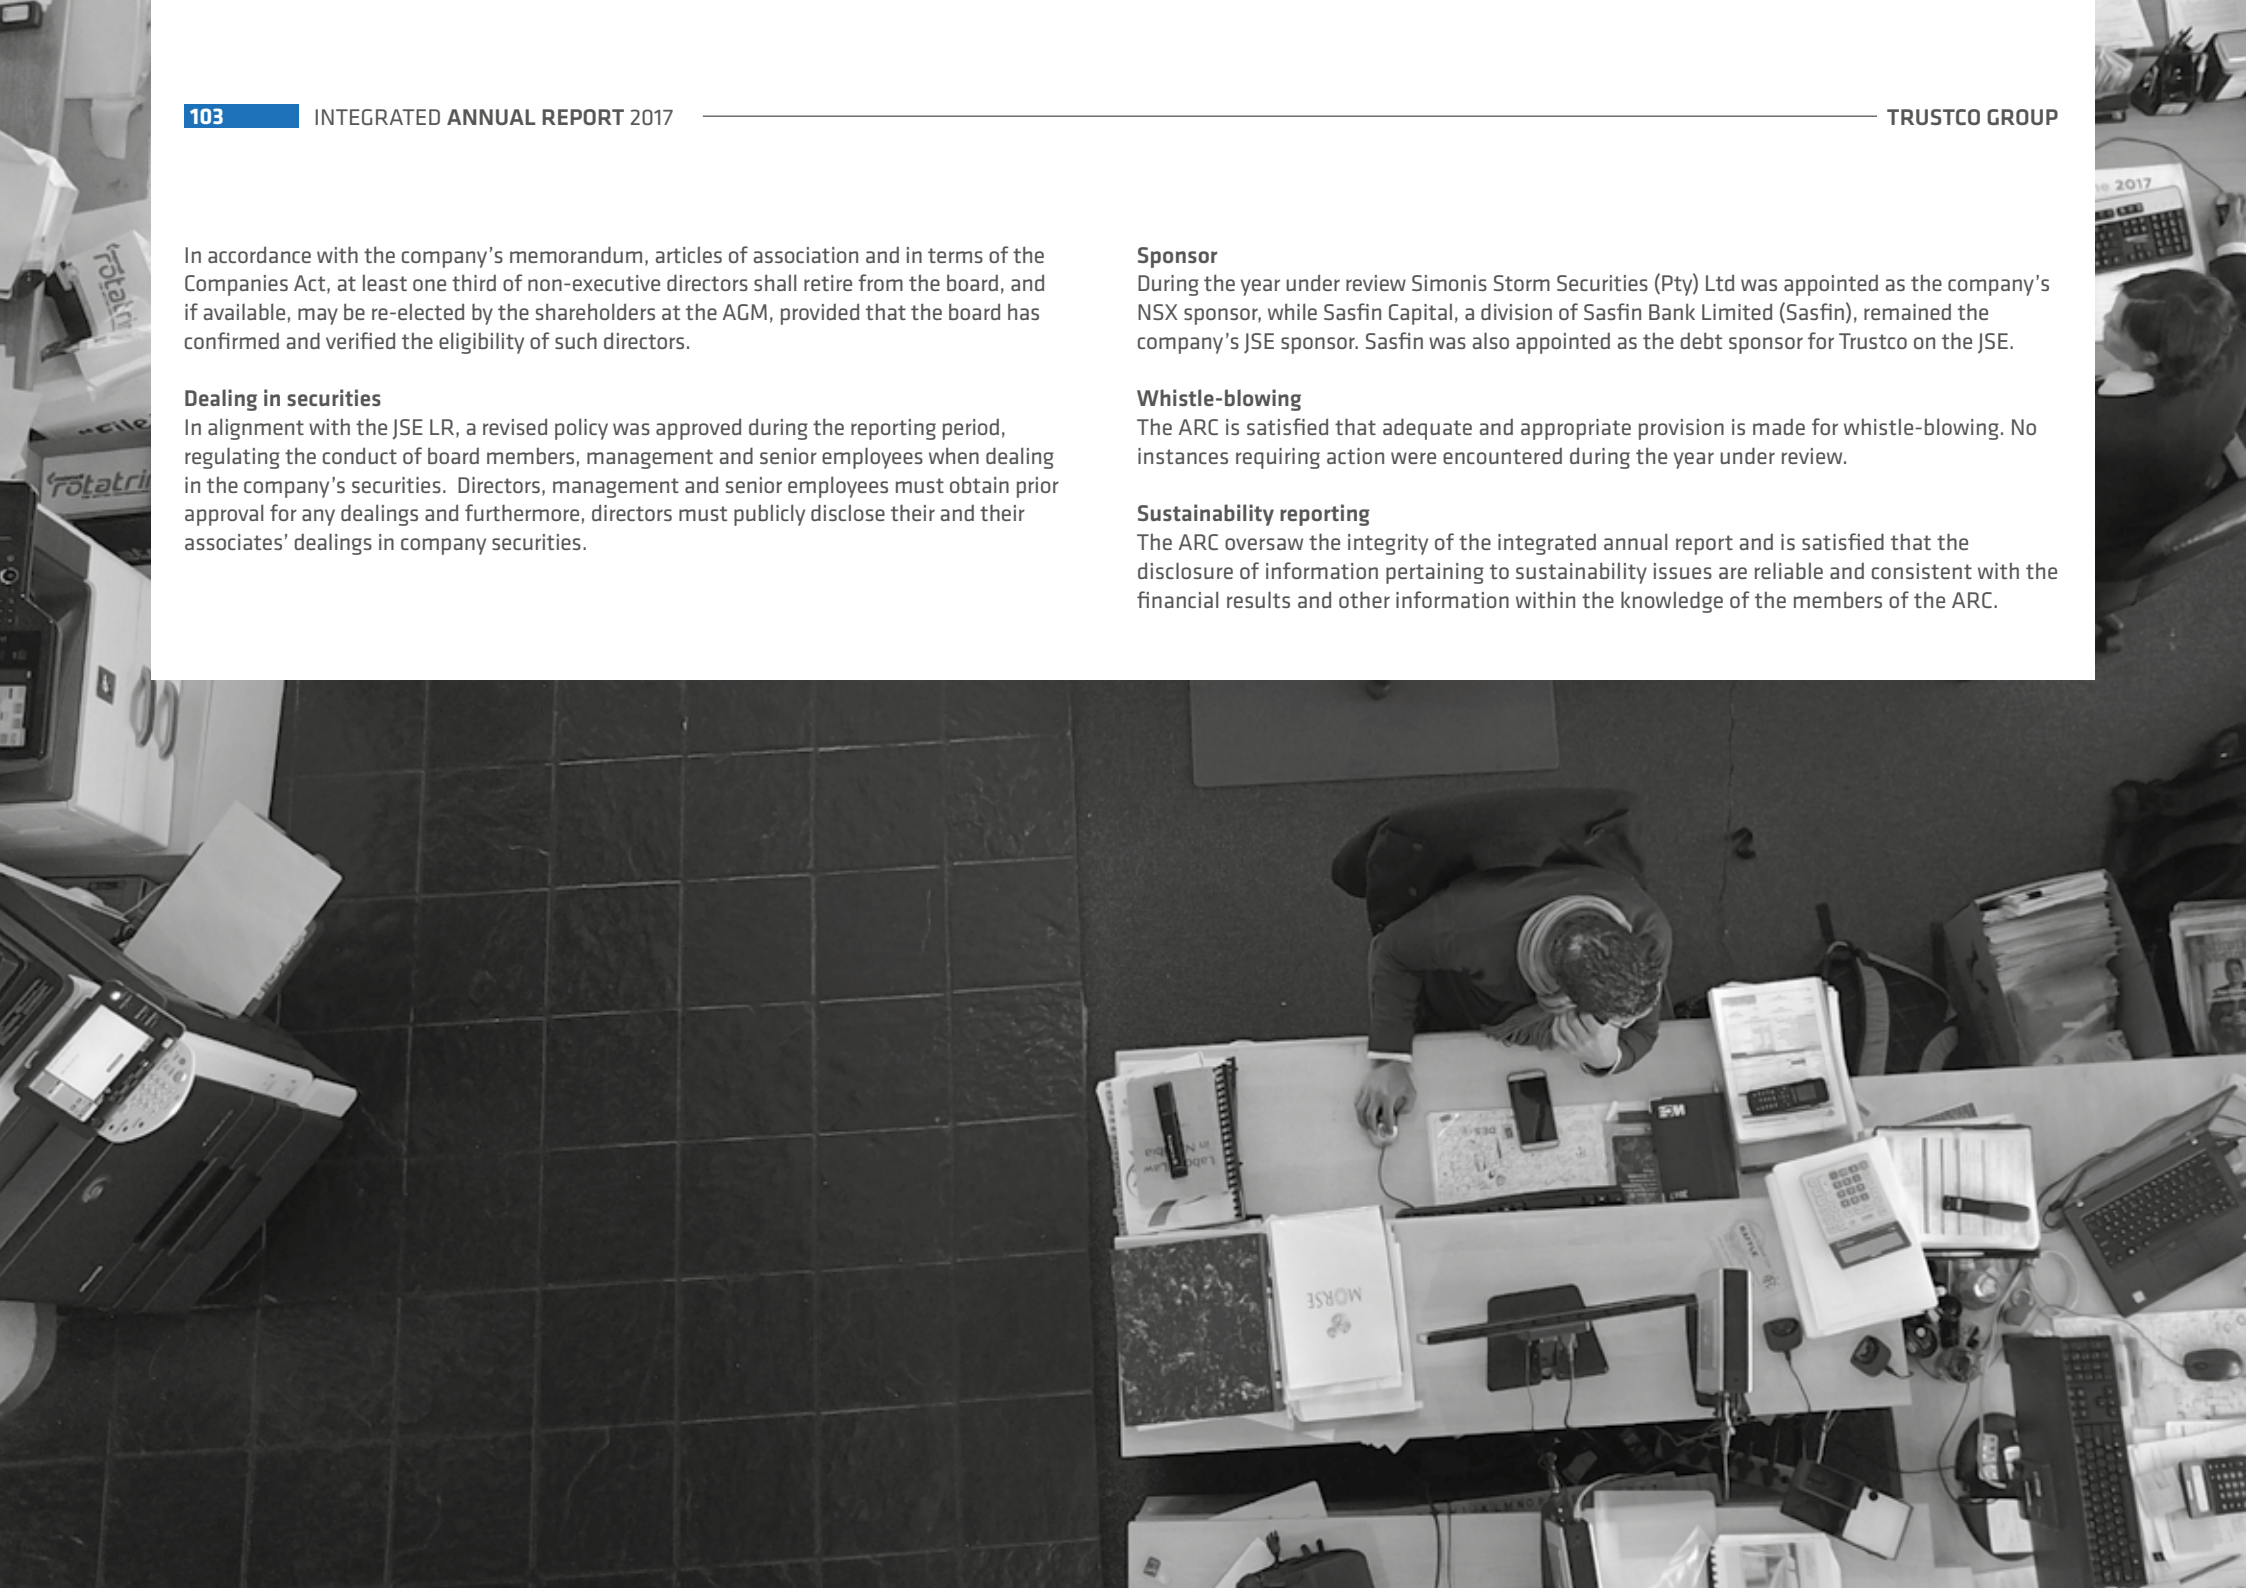 103 INTEGRATED ANNUAL REPORT 2017 TRUSTCO GROUP
In accordance with the company's memorandum, articles of association and in terms of the
Companies Act, at least one third of non-executive directors shall retire from the board, and
if available, may be re-elected by the shareholders at the AGM, provided that the board has
confirmed and verified the eligibility of such directors.
Dealing in securities
In alignment with the JSE LR, a revised policy was approved during the reporting period,
regulating the conduct of board members, management and senior employees when dealing
in the company's securities.  Directors, management and senior employees must obtain prior
approval for any dealings and furthermore, directors must publicly disclose their and their
associates' dealings in company securities.
Sponsor
During the year under review Simonis Storm Securities (Pty) Ltd was appointed as the company's
NSX sponsor, while Sasfin Capital, a division of Sasfin Bank Limited (Sasfin), remained the
company's JSE sponsor. Sasfin was also appointed as the debt sponsor for Trustco on the JSE.
Whistle-blowing
The ARC is satisfied that adequate and appropriate provision is made for whistle-blowing. No
instances requiring action were encountered during the year under review.
Sustainability reporting
The ARC oversaw the integrity of the integrated annual report and is satisfied that the
disclosure of information pertaining to sustainability issues are reliable and consistent with the
financial results and other information within the knowledge of the members of the ARC.
2017
rotatri
MORSE
Labour Law
in N
RAFFLE